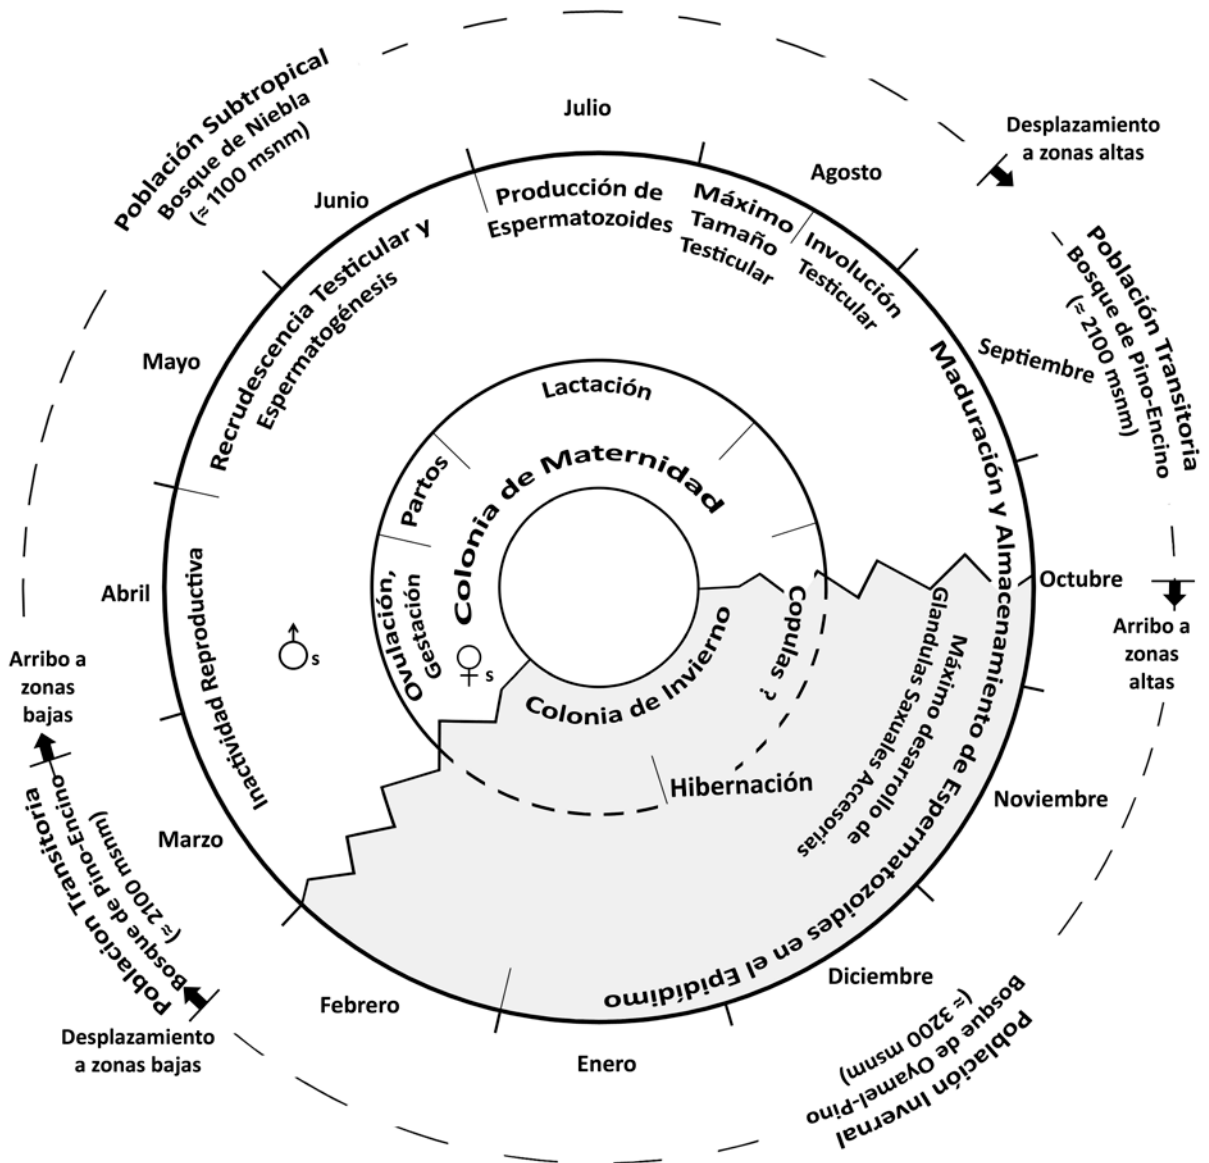 Población Subtropical
Bosque de Niebla
(≈ 1100 msnm)
Julio
Agosto
Desplazamiento
a zonas altas
Población Transitoria
Bosque de Pino-Encino
(≈ 2100 msnm)
Septiembre
Octubre
Arribo a
zonas
altas
Noviembre
Diciembre
Población Invernal
Bosque de Oyamel-Pino
(≈ 3200 msnm)
Enero
Febrero
Desplazamiento
a zonas bajas
Poblacion Transitoria
Bosque de Pino-Encino
(≈ 2100 msnm)
Marzo
Arribo a
zonas
bajas
Abril
Mayo
Junio
Recrudescencia Testicular y
Espermatogénesis
Producción de
Espermatozoides
Máximo
Tamaño
Testicular
Involución
Testicular
Maduración y Almacenamiento de Espermatozoides en el Epidídimo
Máximo desarrollo de
Glandulas Saxuales Accesorias
Inactividad Reproductiva
♂s
Lactación
Partos
Ovulación,
Gestación
Colonia de Maternidad
♀s
Copulas ?
Colonia de Invierno
Hibernación